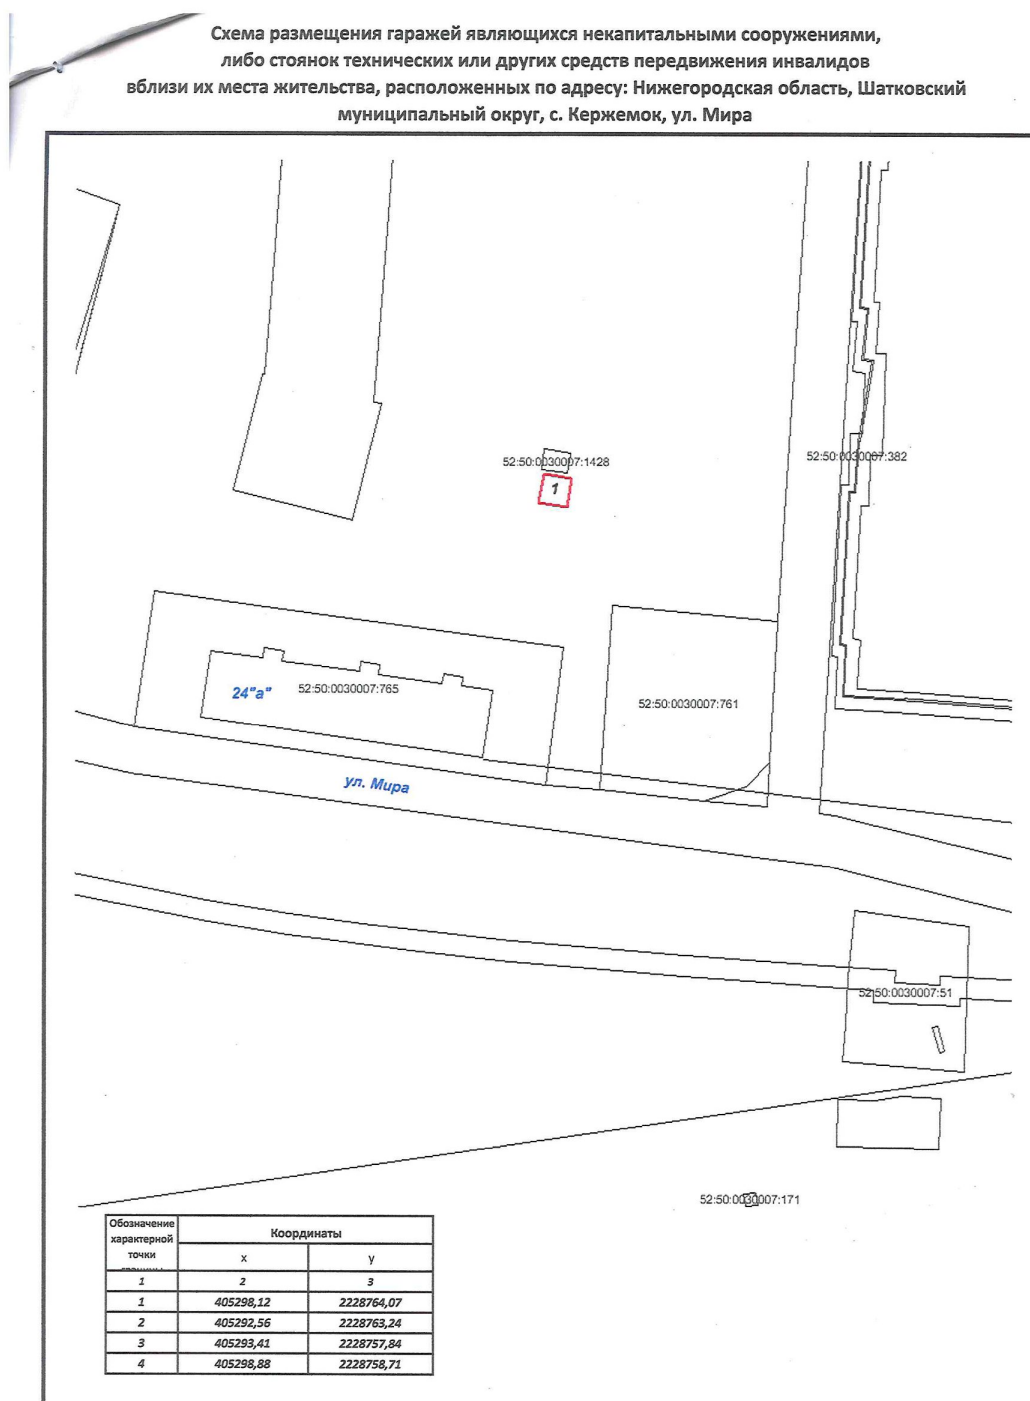 Схема размещения гаражей являющихся некапитальными сооружениями,
либо стоянок технических или других средств передвижения инвалидов
вблизи их места жительства, расположенных по адресу: Нижегородская область, Шатковский
муниципальный округ, с. Кержемок, ул. Мира
52:50:0030007:1428
52:50:0030007:382
1
24"а"
52:50:0030007:765
52:50:0030007:761
ул. Мира
52:50:0030007:51
52:50:0030007:171
Обозначение характерной точки
Координаты
x
y
1 2 3
1 405298,12 2228764,07
2 405292,56 2228763,24
3 405293,41 2228757,84
4 405298,88 2228758,71